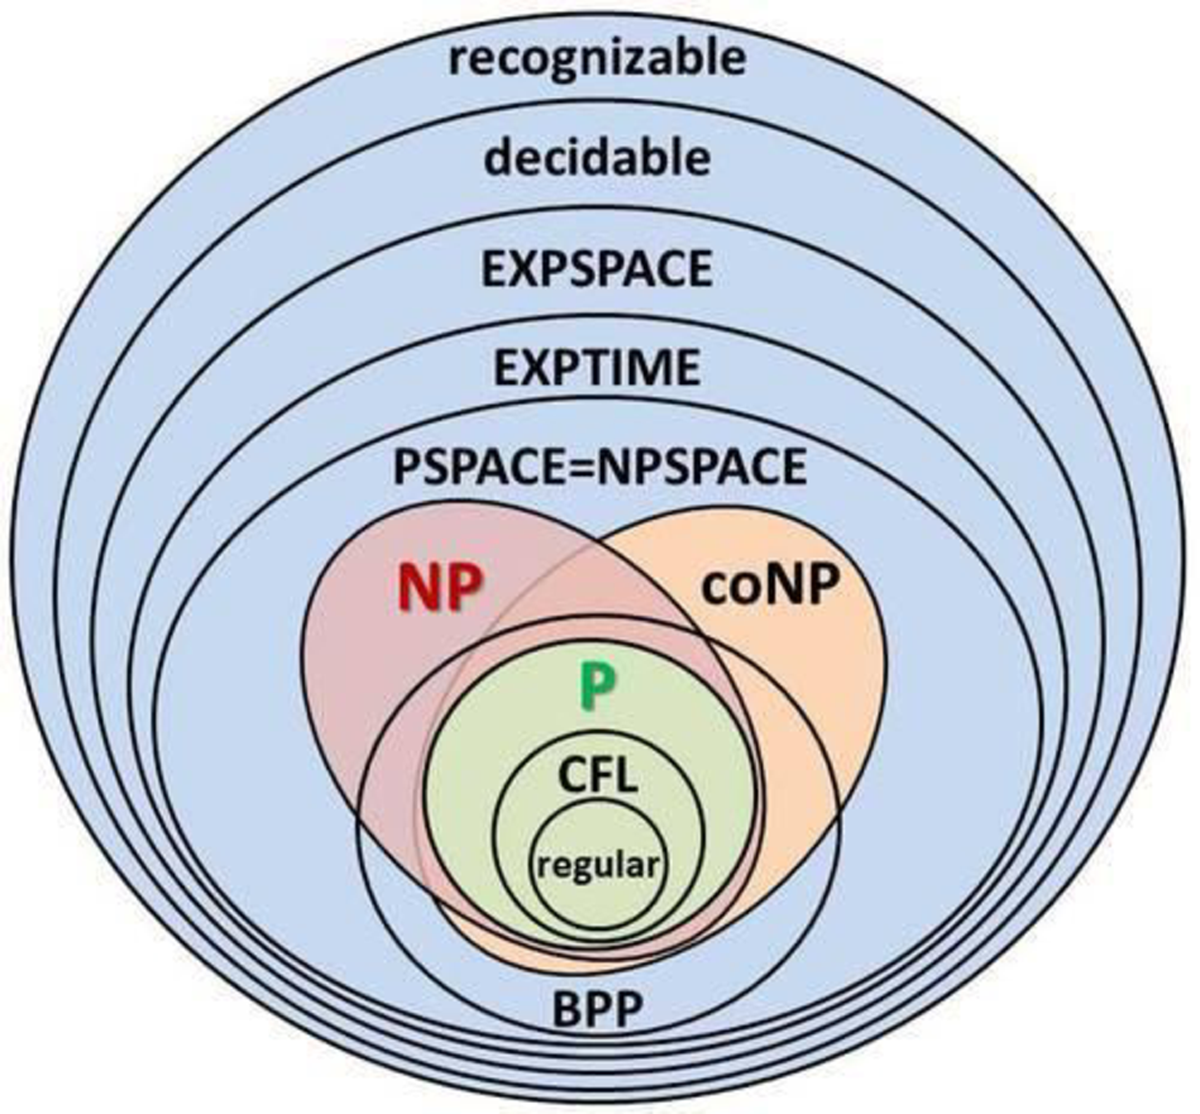 recognizable
decidable
EXPSPACE
EXPTIME
PSPACE=NPSPACE
NP
coNP
P
CFL
regular
BPP